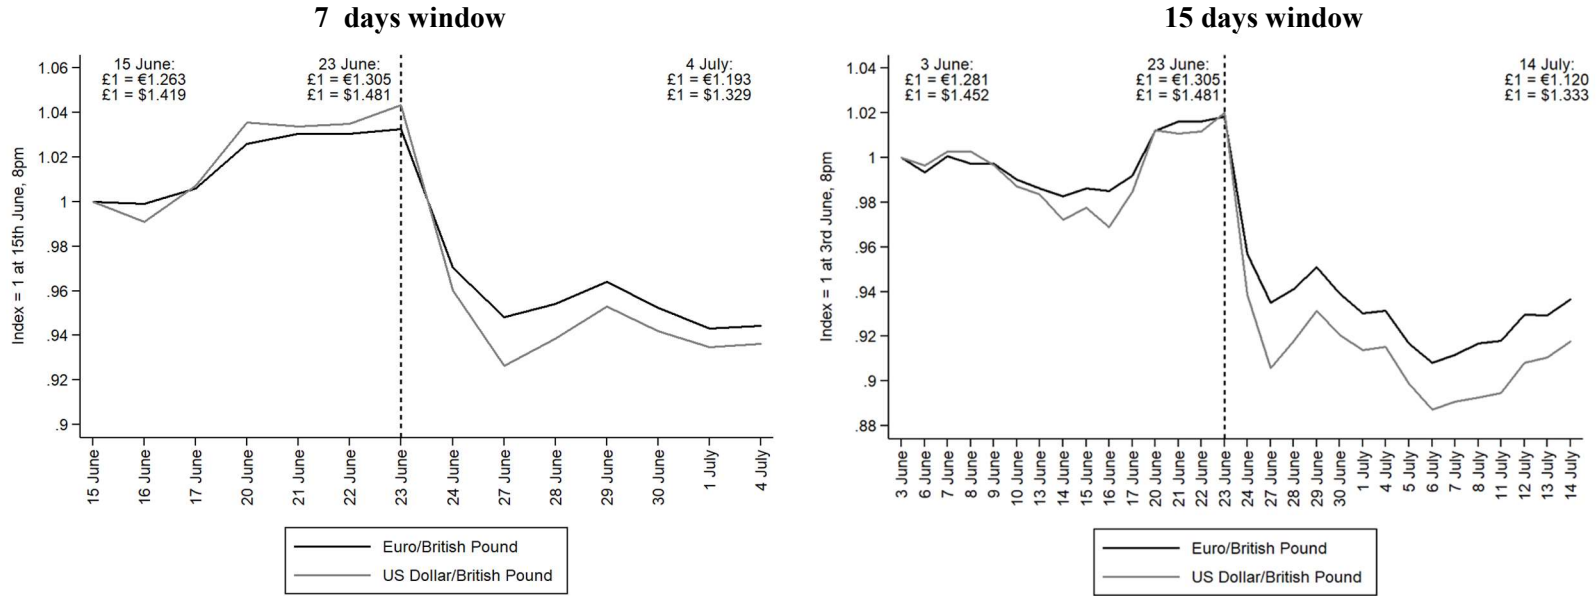 7 days window
15 June:
£1 = €1.263
£1 = $1.419
23 June:
£1 = €1.305
£1 = $1.481
4 July:
£1 = €1.193
£1 = $1.329
Index = 1 at 15th June, 8pm
1.06
1.04
1.02
1
.98
.96
.94
.92
.9
15 June
16 June
17 June
20 June
21 June
22 June
23 June
24 June
27 June
28 June
29 June
30 June
1 July
4 July
Euro/British Pound
US Dollar/British Pound
15 days window
3 June:
£1 = €1.281
£1 = $1.452
23 June:
£1 = €1.305
£1 = $1.481
14 July:
£1 = €1.120
£1 = $1.333
Index = 1 at 3rd June, 8pm
1.04
1.02
1
.98
.96
.94
.92
.9
.88
3 June
6 June
7 June
8 June
9 June
10 June
13 June
14 June
15 June
16 June
17 June
20 June
21 June
22 June
23 June
24 June
27 June
28 June
29 June
30 June
1 July
4 July
5 July
6 July
7 July
8 July
11 July
12 July
13 July
14 July
Euro/British Pound
US Dollar/British Pound